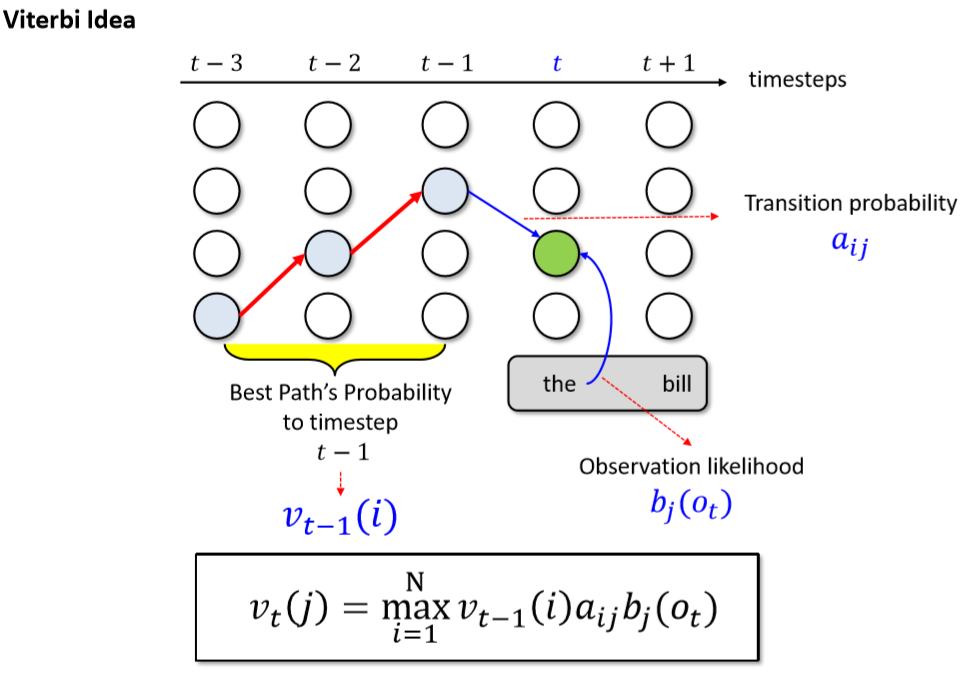 Viterbi Idea
t − 3 t − 2 t − 1 t t + 1
timesteps
Transition probability
a_{ij}
the bill
Best Path's Probability
to timestep
t − 1
Observation likelihood
b_j(o_t)
v_{t−1}(i)
v_t(j) = \max_{i=1}^{N} v_{t−1}(i)a_{ij}b_j(o_t)